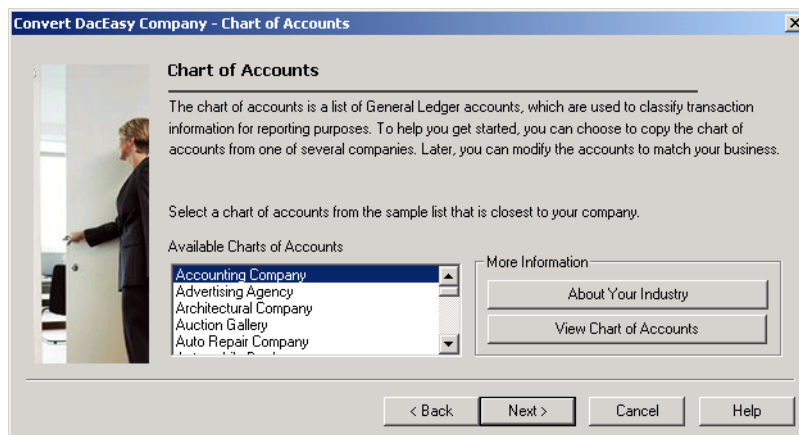 Convert DacEasy Company - Chart of Accounts
Chart of Accounts
The chart of accounts is a list of General Ledger accounts, which are used to classify transaction
information for reporting purposes. To help you get started, you can choose to copy the chart of
accounts from one of several companies. Later, you can modify the accounts to match your business.
Select a chart of accounts from the sample list that is closest to your company.
Available Charts of Accounts
Accounting Company
Advertising Agency
Architectural Company
Auction Gallery
Auto Repair Company
More Information
About Your Industry
View Chart of Accounts
< Back
Next >
Cancel
Help